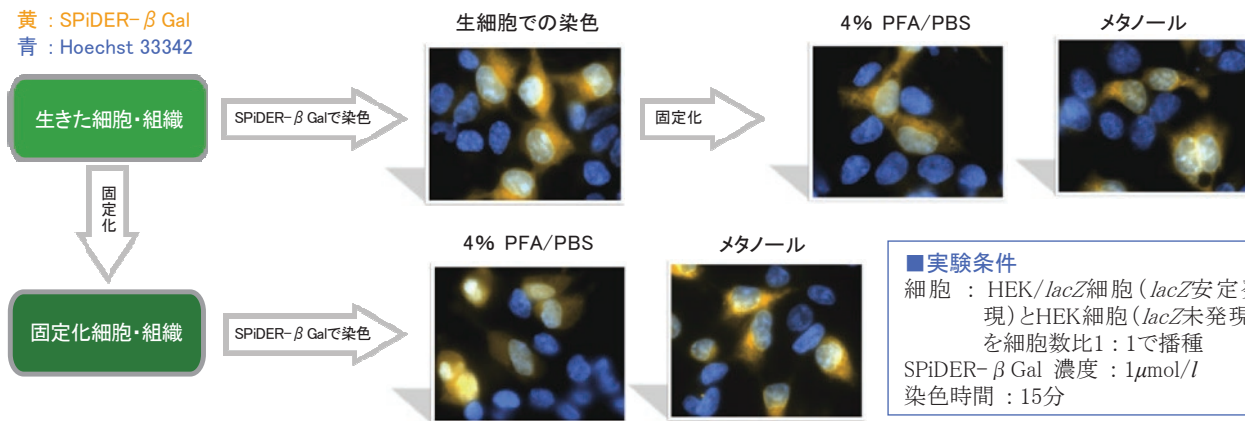 黄 : SPiDER-β Gal
青 : Hoechst 33342
生細胞での染色
4% PFA/PBS
メタノール
生きた細胞・組織
SPiDER-β Galで染色
固定化
固定化
4% PFA/PBS
メタノール
固定化細胞・組織
SPiDER-β Galで染色
■実験条件
細胞 : HEK/lacZ細胞(lacZ安定
現)とHEK細胞(lacZ未発現
を細胞数比1:1で播種
SPiDER-β Gal 濃度 : 1μmol/l
染色時間 : 15分